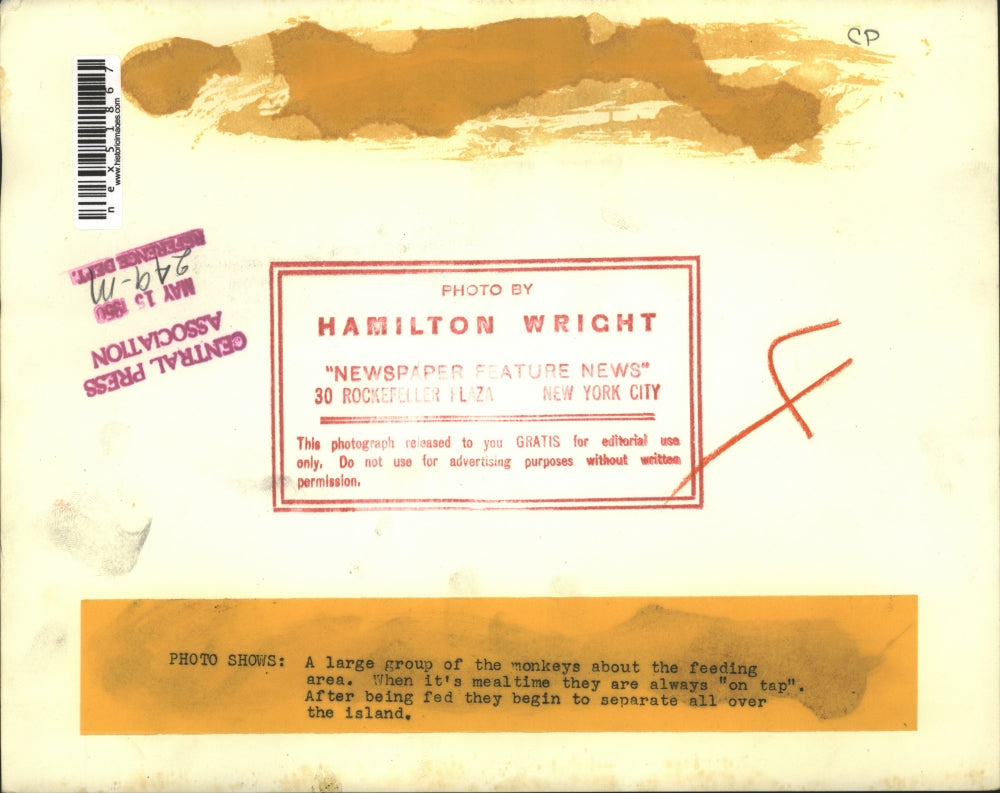 CP
nex51867
www.historicimages.com
REFERENCE DEPT.
249-M
MAY 15 1950
CENTRAL PRESS
ASSOCIATION
PHOTO BY
HAMILTON WRIGHT
"NEWSPAPER FEATURE NEWS"
30 ROCKEFELLER PLAZA NEW YORK CITY
This photograph released to you GRATIS for editorial use
only. Do not use for advertising purposes without written
permission.
PHOTO SHOWS: A large group of the monkeys about the feeding
area. When it's mealtime they are always "on tap".
After being fed they begin to separate all over
the island.